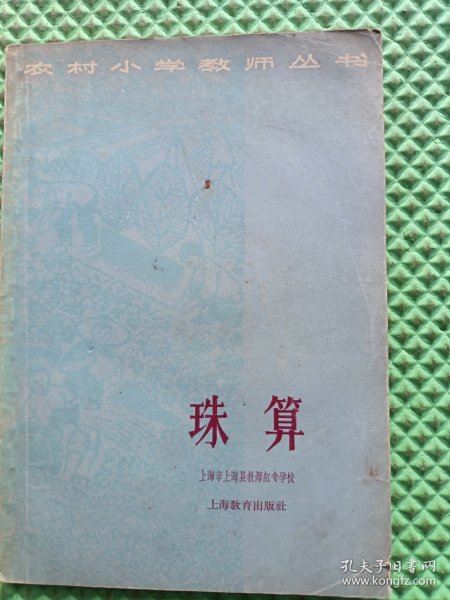 农村小学教师丛书
珠算
上海市上海县教师红专学校
上海教育出版社
孔夫子旧书网
www.kongfz.com